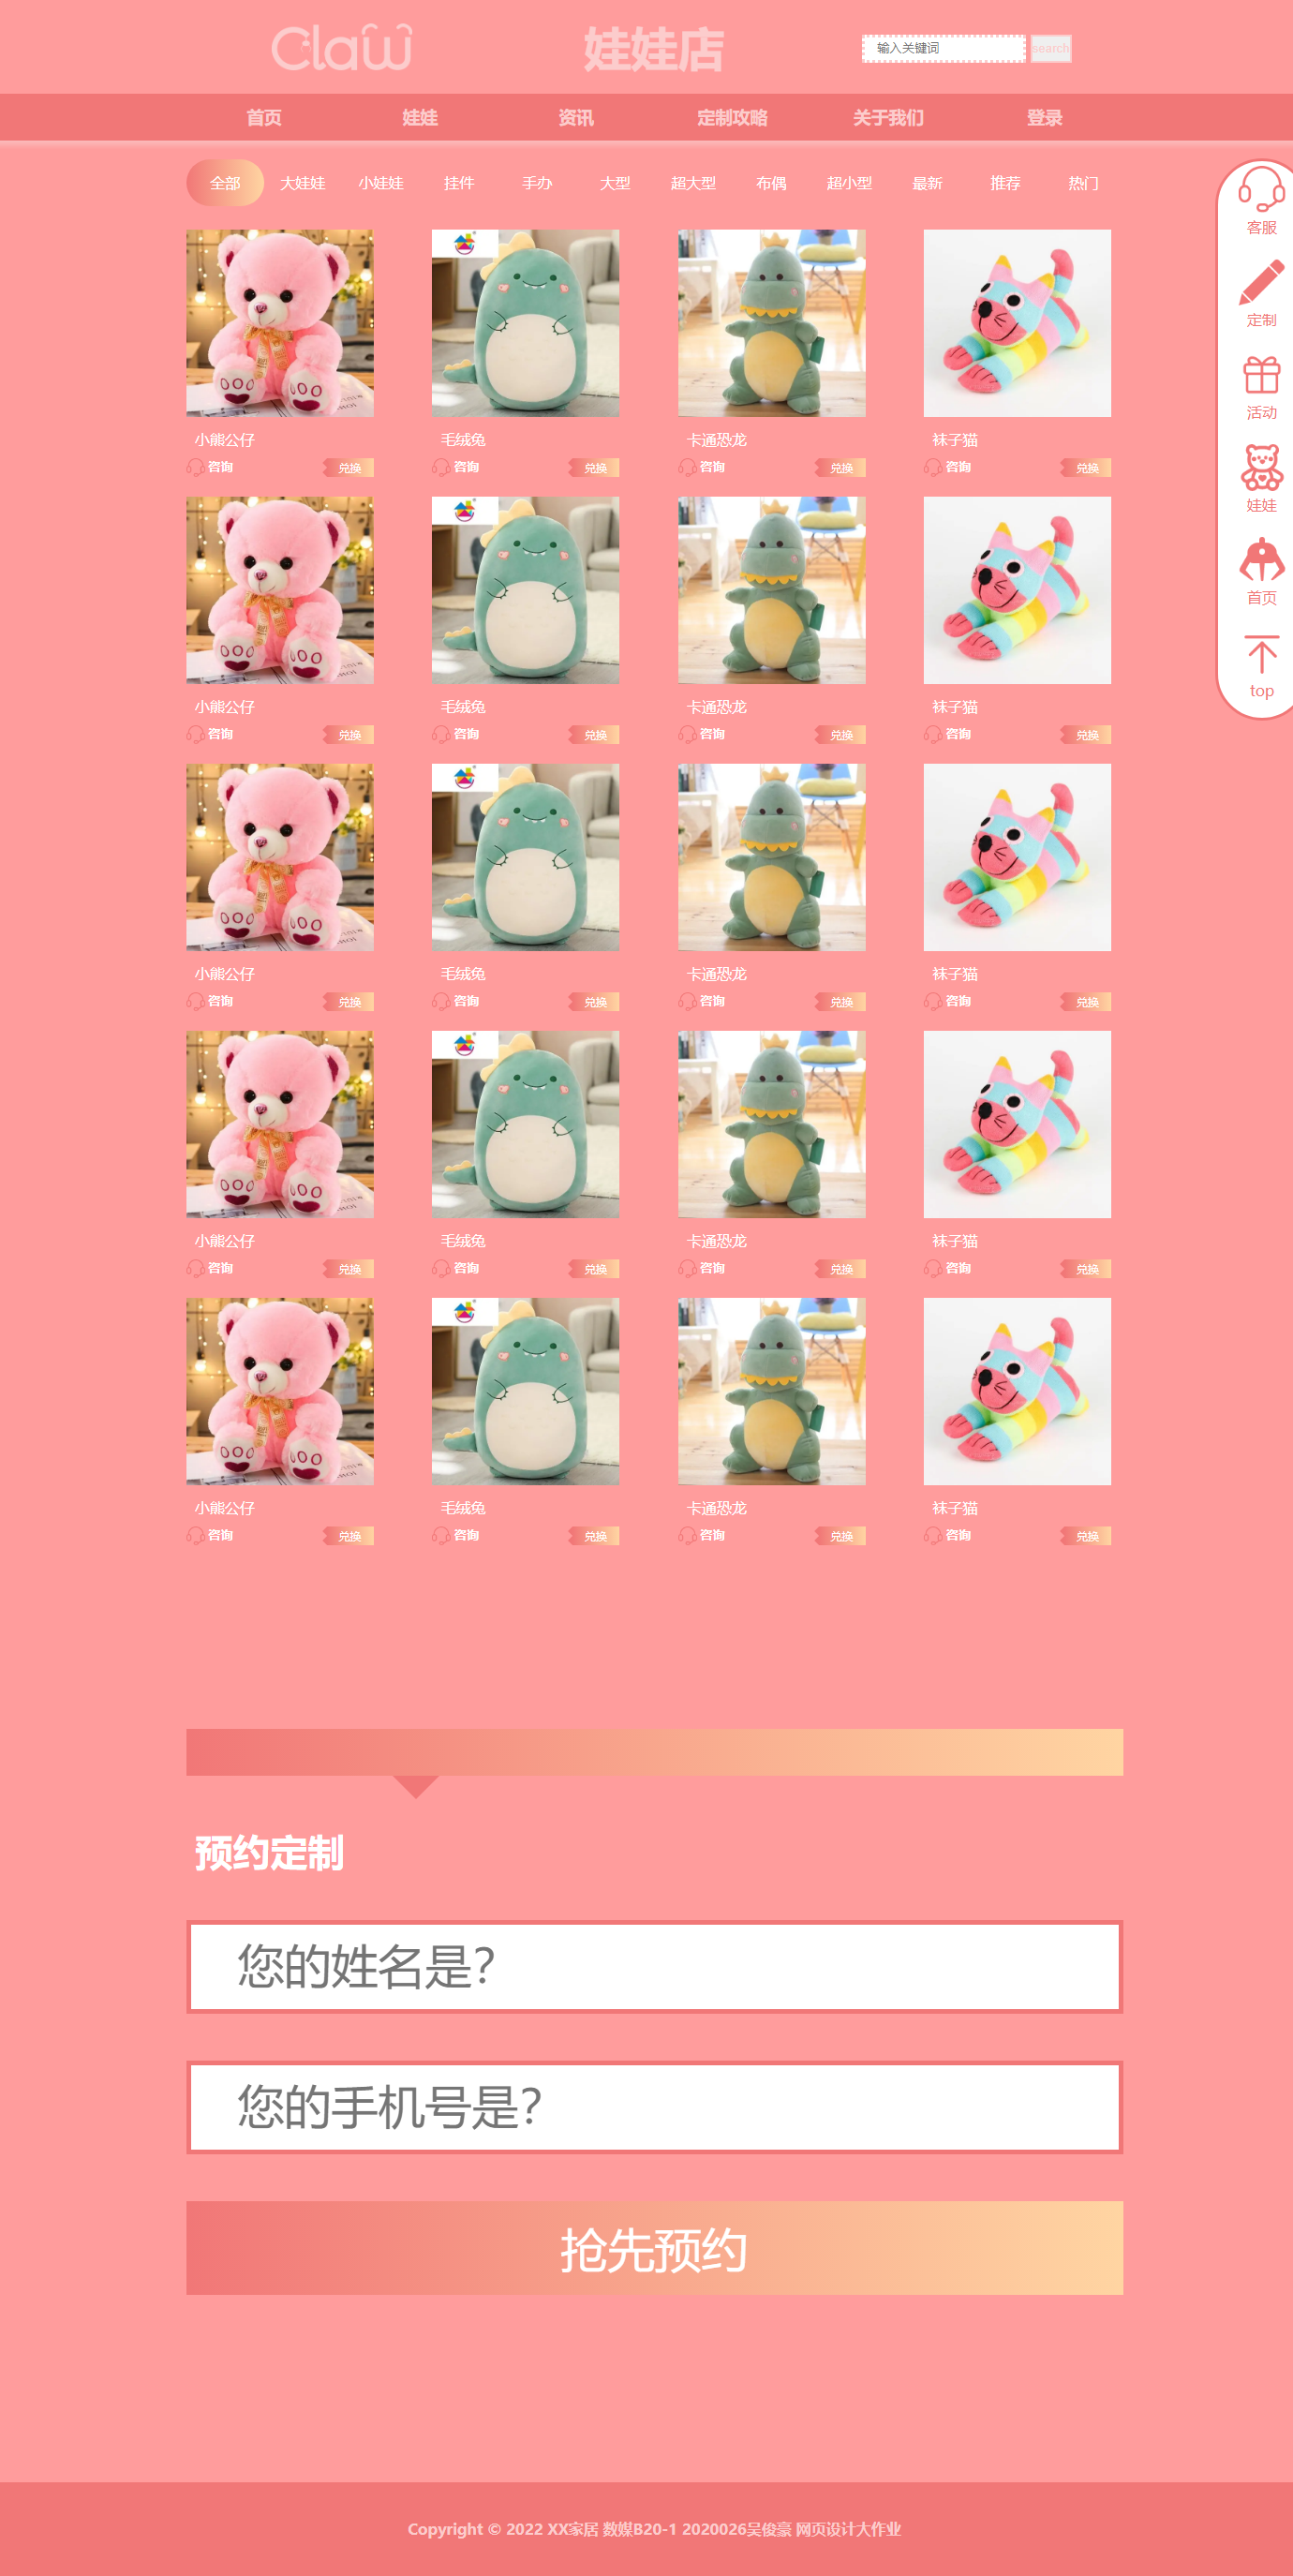 Claw 娃娃店 输入关键词 search
首页 娃娃 资讯 定制攻略 关于我们 登录
全部 大娃娃 小娃娃 挂件 手办 大型 超大型 布偶 超小型 最新 推荐 热门
客服
定制
活动
娃娃
首页
top
小熊公仔 毛绒兔 卡通恐龙 袜子猫
咨询 兑换 咨询 兑换 咨询 兑换 咨询 兑换
小熊公仔 毛绒兔 卡通恐龙 袜子猫
咨询 兑换 咨询 兑换 咨询 兑换 咨询 兑换
小熊公仔 毛绒兔 卡通恐龙 袜子猫
咨询 兑换 咨询 兑换 咨询 兑换 咨询 兑换
小熊公仔 毛绒兔 卡通恐龙 袜子猫
咨询 兑换 咨询 兑换 咨询 兑换 咨询 兑换
小熊公仔 毛绒兔 卡通恐龙 袜子猫
咨询 兑换 咨询 兑换 咨询 兑换 咨询 兑换
预约定制
您的姓名是?
您的手机号是?
抢先预约
Copyright © 2022 XX家居 数媒B20-1 2020026吴俊豪 网页设计大作业